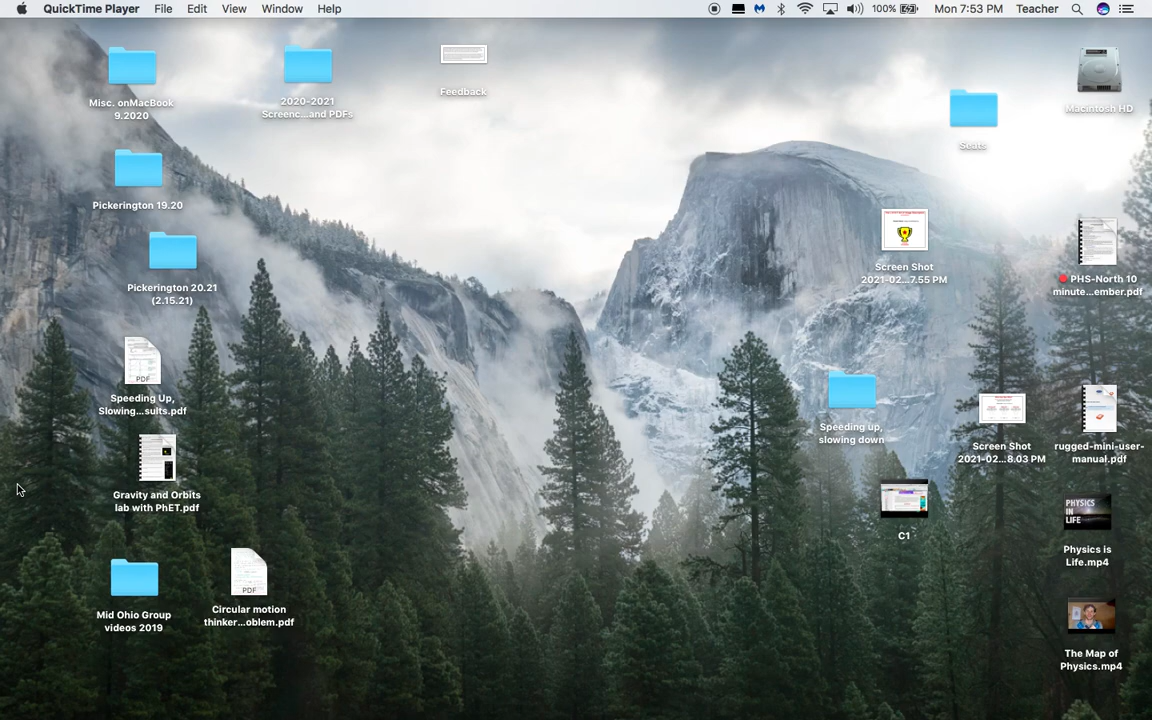 QuickTime Player File Edit View Window Help 100% Mon 7:53 PM Teacher
Misc. onMacBook
9.2020
2020-2021
Screenc...and PDFs
Feedback
Seats
Macintosh HD
Pickerington 19.20
Pickerington 20.21
(2.15.21)
Screen Shot
2021-02...7.55 PM
PHS-North 10
minute...ember.pdf
PDF
Speeding Up,
Slowing...sults.pdf
Speeding up,
slowing down
Screen Shot
2021-02...8.03 PM
rugged-mini-user-
manual.pdf
Gravity and Orbits
lab with PhET.pdf
C1
PHYSICS
IN
LIFE
Physics is
Life.mp4
Mid Ohio Group
videos 2019
PDF
Circular motion
thinker...oblem.pdf
The Map of
Physics.mp4